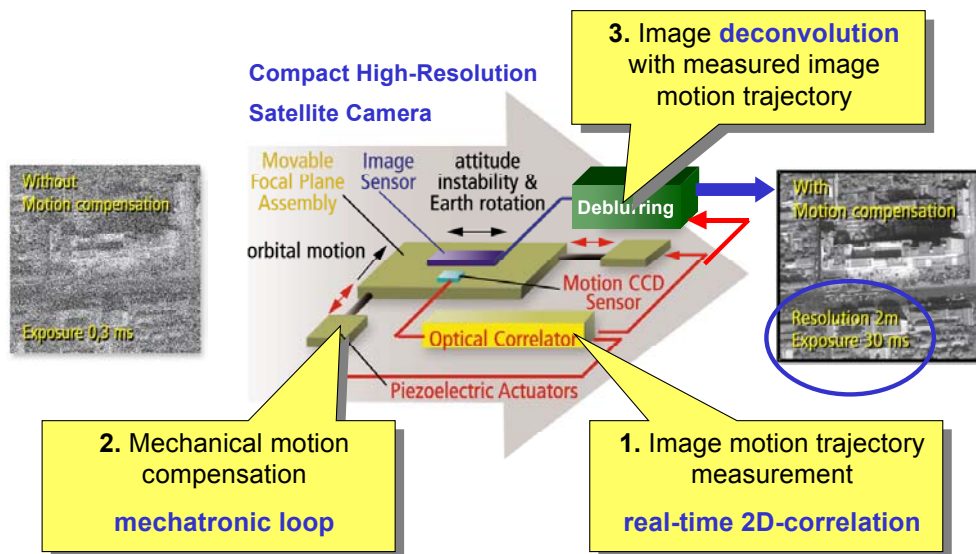 3. Image deconvolution
with measured image
motion trajectory
Compact High-Resolution
Satellite Camera
Without
Motion compensation
Exposure 0,3 ms
Movable
Focal Plane
Assembly
Image
Sensor
attitude
instability &
Earth rotation
Deblurring
orbital motion
Motion CCD
Sensor
Optical Correlator
Piezoelectric Actuators
With
Motion compensation
Resolution 2m
Exposure 30 ms
2. Mechanical motion
compensation
mechatronic loop
1. Image motion trajectory
measurement
real-time 2D-correlation